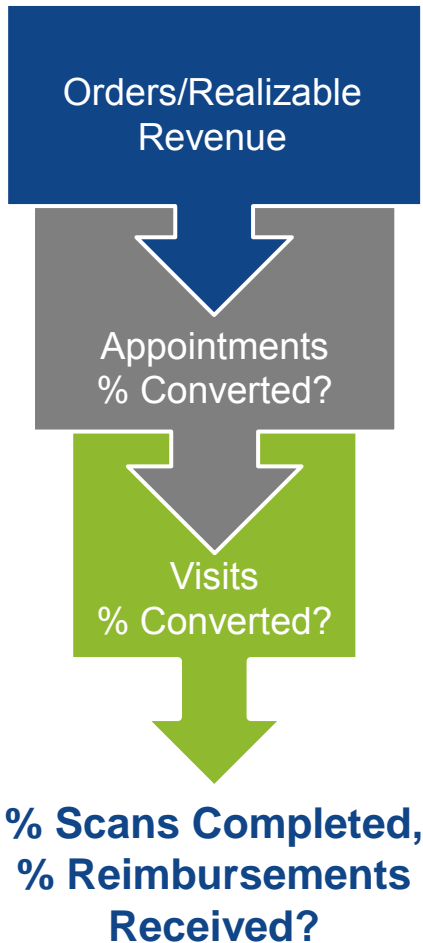 Orders/Realizable
Revenue
Appointments
% Converted?
Visits
% Converted?
% Scans Completed,
% Reimbursements
Received?